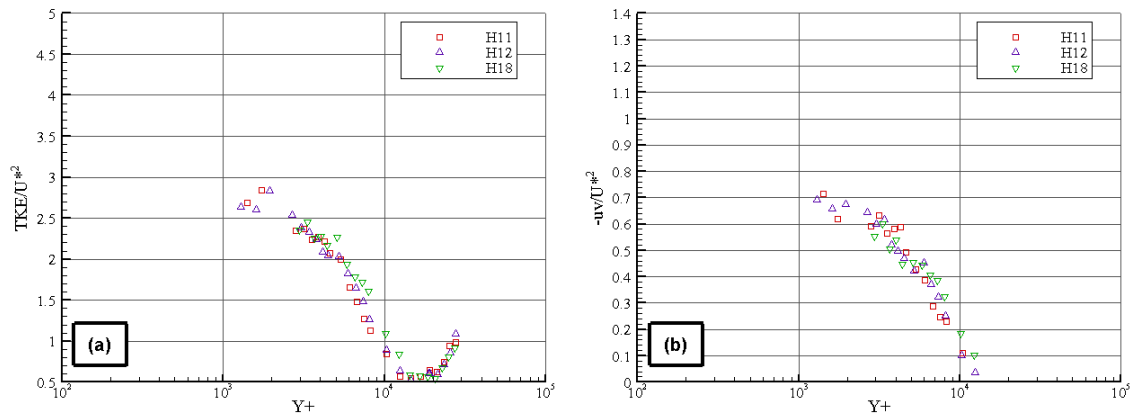 5
4.5
4
3.5
3
2.5
2
1.5
1
0.5
TKE/U*²
10²
10³
10⁴
10⁵
Y+
H11
H12
H18
(a)
1.4
1.3
1.2
1.1
1
0.9
0.8
0.7
0.6
0.5
0.4
0.3
0.2
0.1
0
-uv/U*²
10²
10³
10⁴
10⁵
Y+
H11
H12
H18
(b)